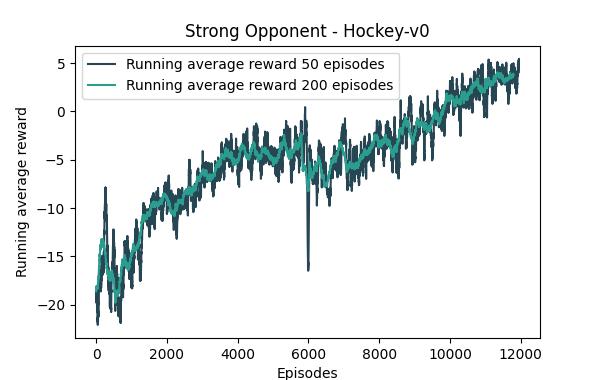 Strong Opponent - Hockey-v0
Running average reward 50 episodes
Running average reward 200 episodes
Running average reward
5
0
−5
−10
−15
−20
0 2000 4000 6000 8000 10000 12000
Episodes